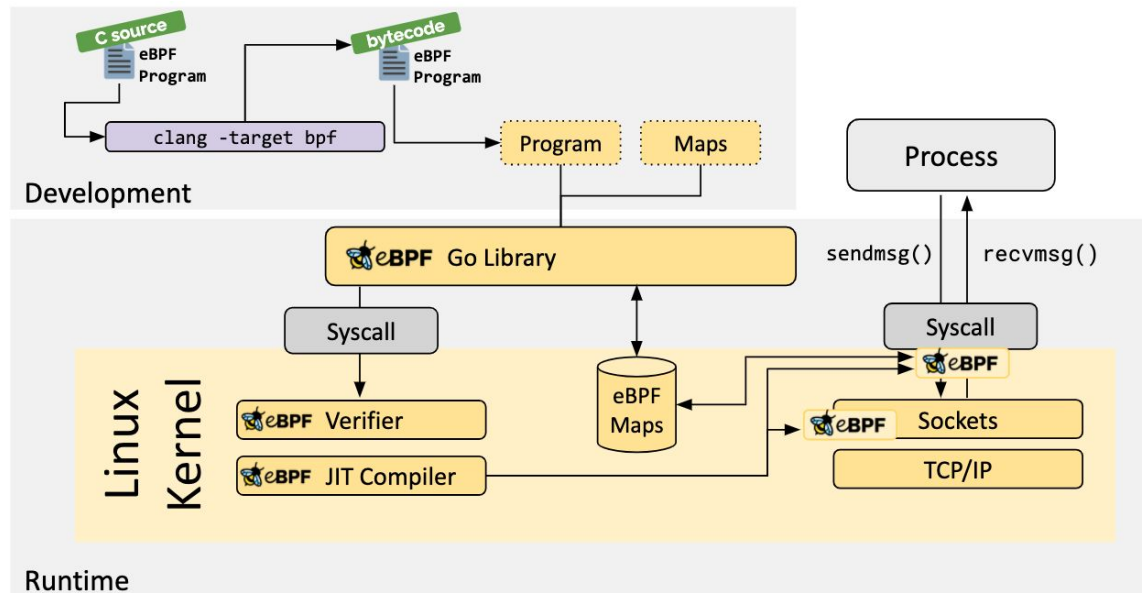 C source
eBPF
Program
bytecode
eBPF
Program
clang -target bpf
Program
Maps
Development
Process
eBPF Go Library
sendmsg()
recvmsg()
Syscall
Syscall
eBPF
Linux
Kernel
eBPF
Maps
eBPF Verifier
eBPF Sockets
eBPF JIT Compiler
TCP/IP
Runtime